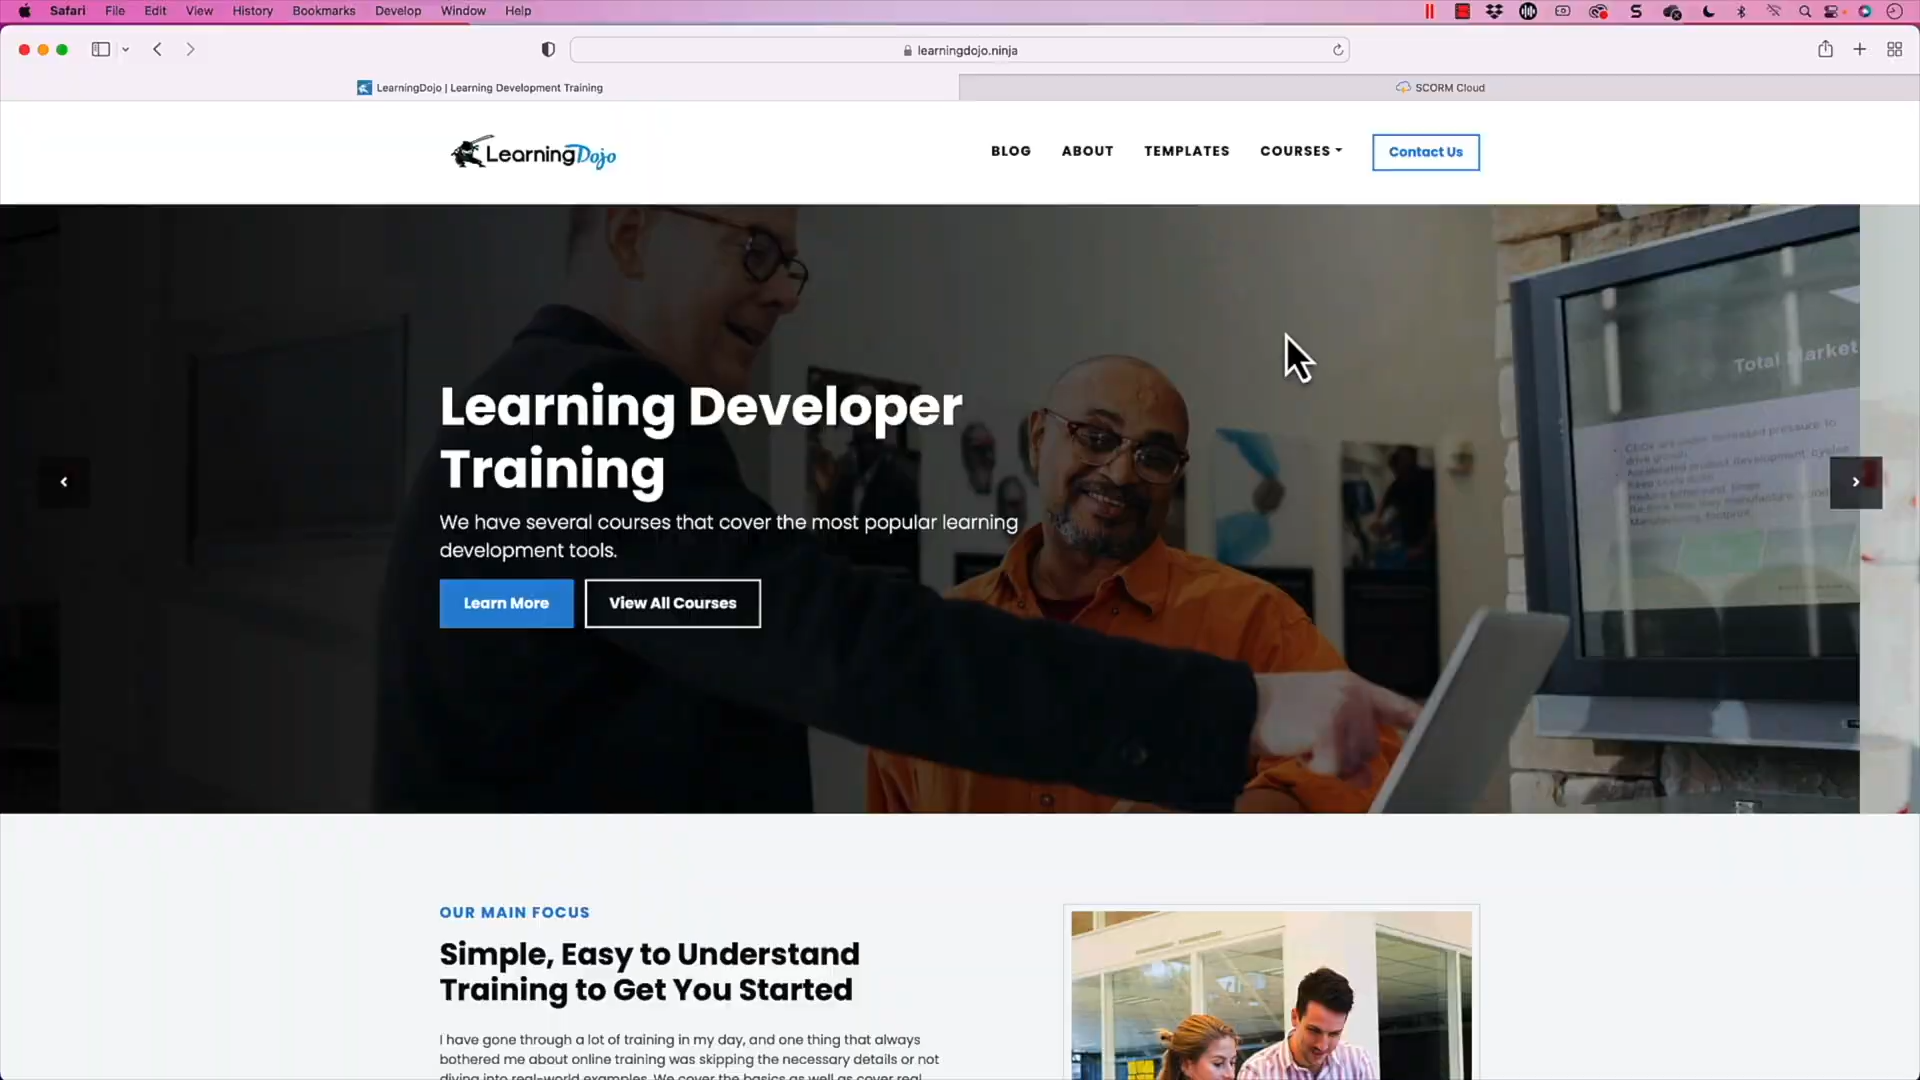 Safari File Edit View History Bookmarks Develop Window Help
learningdojo.ninja
LearningDojo | Learning Development Training
SCORM Cloud
LearningDojo
BLOG ABOUT TEMPLATES COURSES Contact Us
Total Market
Learning Developer
Training
We have several courses that cover the most popular learning
development tools.
Learn More View All Courses
OUR MAIN FOCUS
Simple, Easy to Understand
Training to Get You Started
I have gone through a lot of training in my day, and one thing that always
bothered me about online training was skipping the necessary details or not
diving into real-world examples. We cover the basics as well as cover real